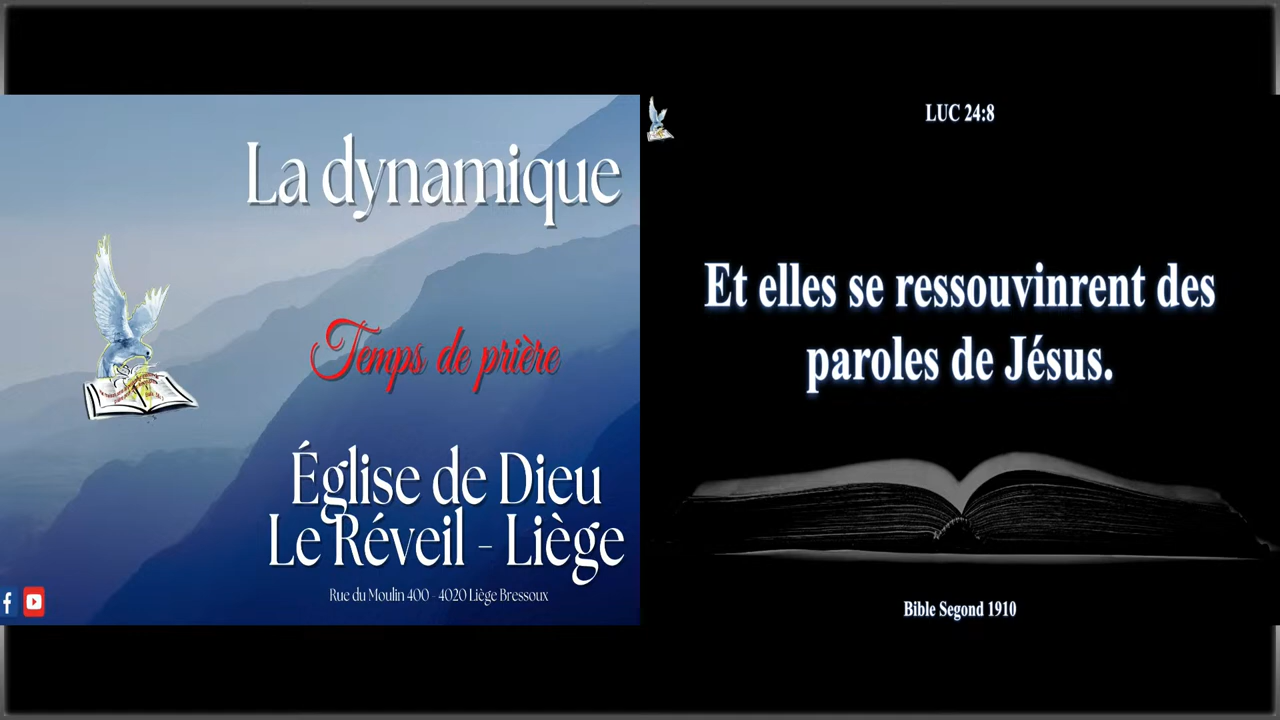 La dynamique
Temps de prière
Église de Dieu
Le Réveil - Liège
Rue du Moulin 400 - 4020 Liège Bressoux
LUC 24:8
Et elles se ressouvinrent des
paroles de Jésus.
Bible Segond 1910